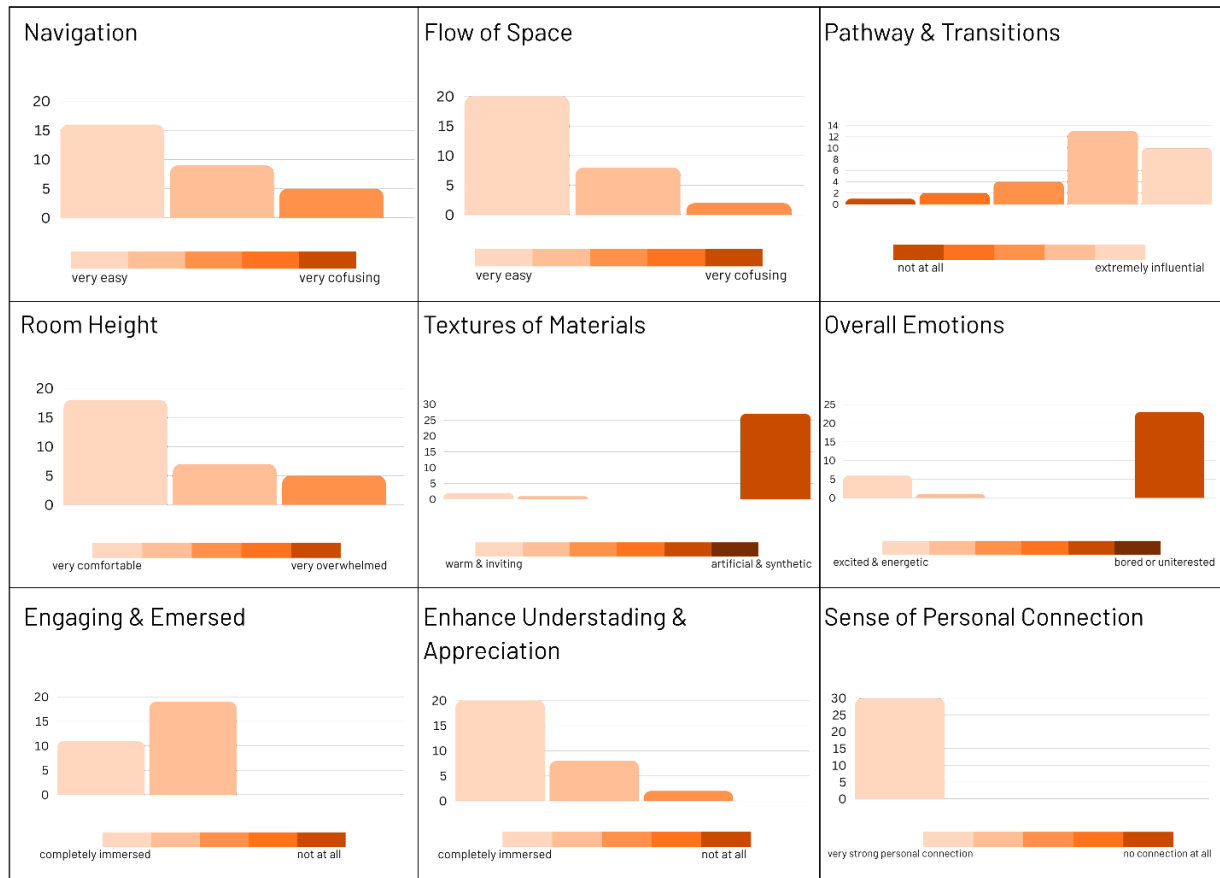 Navigation
20
15
10
5
0
very easy
very cofusing
Flow of Space
20
15
10
5
0
very easy
very cofusing
Pathway & Transitions
14
12
10
8
6
4
2
0
not at all
extremely influential
Room Height
20
15
10
5
0
very comfortable
very overwhelmed
Textures of Materials
30
25
20
15
10
5
0
warm & inviting
artificial & synthetic
Overall Emotions
25
20
15
10
5
0
excited & energetic
bored or uniterested
Engaging & Emersed
20
15
10
5
0
completely immersed
not at all
Enhance Understading &
Appreciation
20
15
10
5
0
completely immersed
not at all
Sense of Personal Connection
30
25
20
15
10
5
0
very strong personal connection
no connection at all